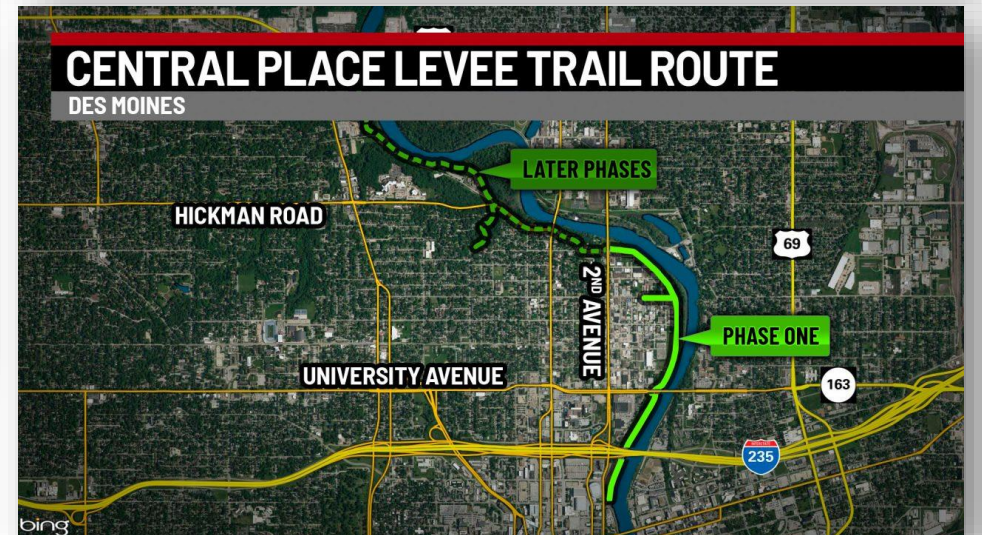 CENTRAL PLACE LEVEE TRAIL ROUTE
DES MOINES
LATER PHASES
HICKMAN ROAD
69
2ND AVENUE
PHASE ONE
UNIVERSITY AVENUE
163
235
bing